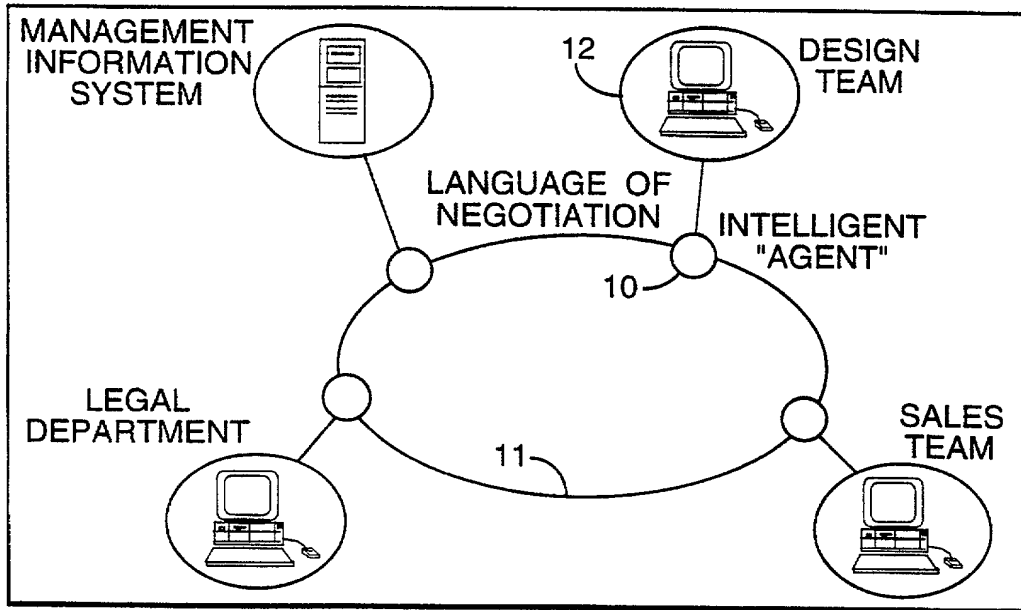 MANAGEMENT
INFORMATION
SYSTEM
12
DESIGN
TEAM
LANGUAGE OF
NEGOTIATION
INTELLIGENT
"AGENT"
10
LEGAL
DEPARTMENT
11
SALES
TEAM